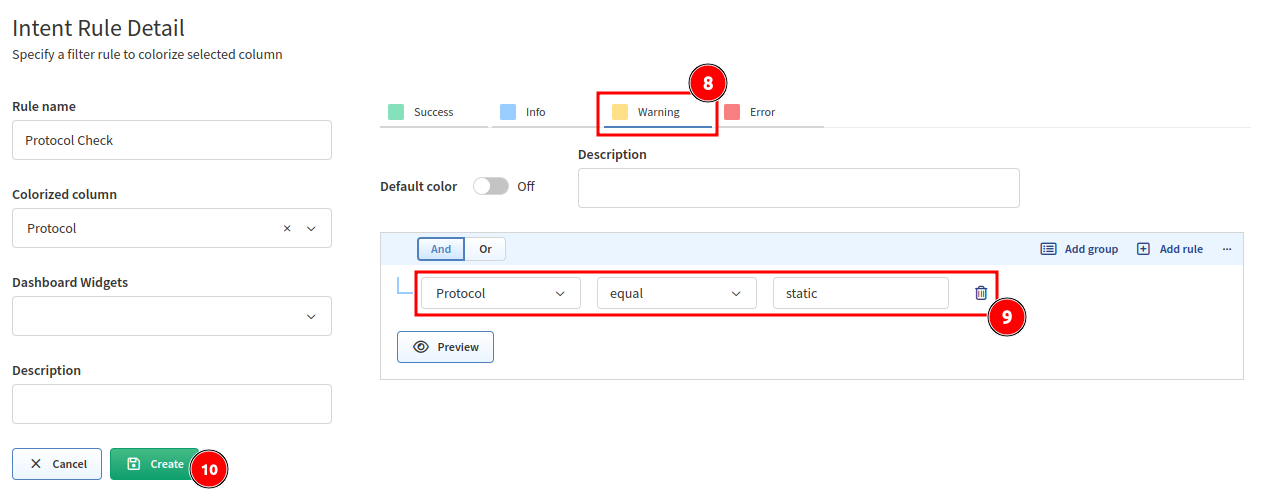 Intent Rule Detail
Specify a filter rule to colorize selected column
Rule name
Protocol Check
Colorized column
Protocol
Dashboard Widgets
Description
Cancel
Create
10
8
Success
Info
Warning
Error
Description
Default color
Off
And
Or
Add group
Add rule
...
Protocol
equal
static
9
Preview